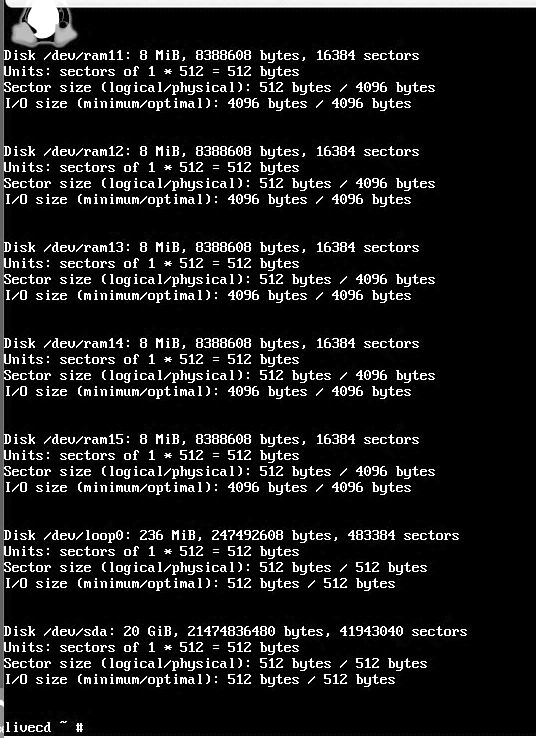 Disk /dev/ram11: 8 MiB, 8388608 bytes, 16384 sectors
Units: sectors of 1 * 512 = 512 bytes
Sector size (logical/physical): 512 bytes / 4096 bytes
I/O size (minimum/optimal): 4096 bytes / 4096 bytes
Disk /dev/ram12: 8 MiB, 8388608 bytes, 16384 sectors
Units: sectors of 1 * 512 = 512 bytes
Sector size (logical/physical): 512 bytes / 4096 bytes
I/O size (minimum/optimal): 4096 bytes / 4096 bytes
Disk /dev/ram13: 8 MiB, 8388608 bytes, 16384 sectors
Units: sectors of 1 * 512 = 512 bytes
Sector size (logical/physical): 512 bytes / 4096 bytes
I/O size (minimum/optimal): 4096 bytes / 4096 bytes
Disk /dev/ram14: 8 MiB, 8388608 bytes, 16384 sectors
Units: sectors of 1 * 512 = 512 bytes
Sector size (logical/physical): 512 bytes / 4096 bytes
I/O size (minimum/optimal): 4096 bytes / 4096 bytes
Disk /dev/ram15: 8 MiB, 8388608 bytes, 16384 sectors
Units: sectors of 1 * 512 = 512 bytes
Sector size (logical/physical): 512 bytes / 4096 bytes
I/O size (minimum/optimal): 4096 bytes / 4096 bytes
Disk /dev/loop0: 236 MiB, 247492608 bytes, 483384 sectors
Units: sectors of 1 * 512 = 512 bytes
Sector size (logical/physical): 512 bytes / 512 bytes
I/O size (minimum/optimal): 512 bytes / 512 bytes
Disk /dev/sda: 20 GiB, 21474836480 bytes, 41943040 sectors
Units: sectors of 1 * 512 = 512 bytes
Sector size (logical/physical): 512 bytes / 512 bytes
I/O size (minimum/optimal): 512 bytes / 512 bytes
livecd ~ #